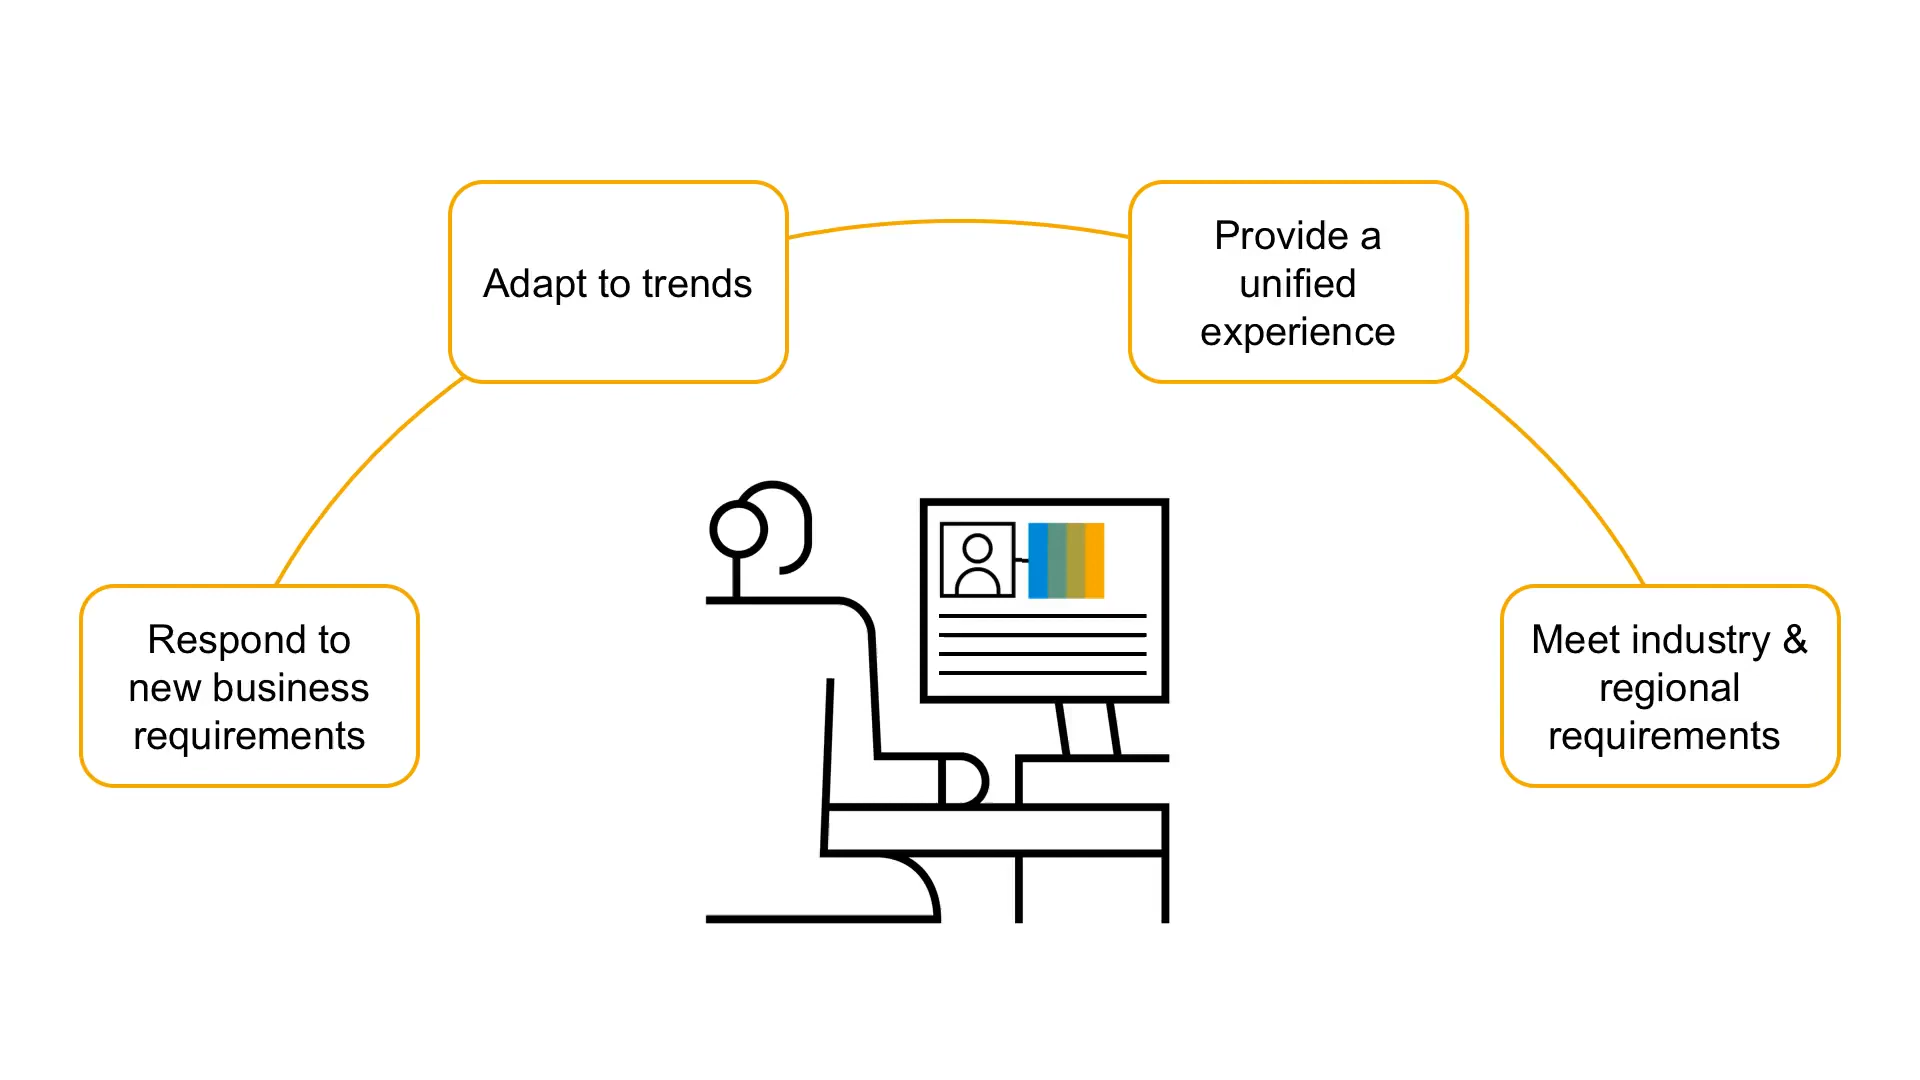 Adapt to trends
Provide a
unified
experience
Respond to
new business
requirements
Meet industry &
regional
requirements